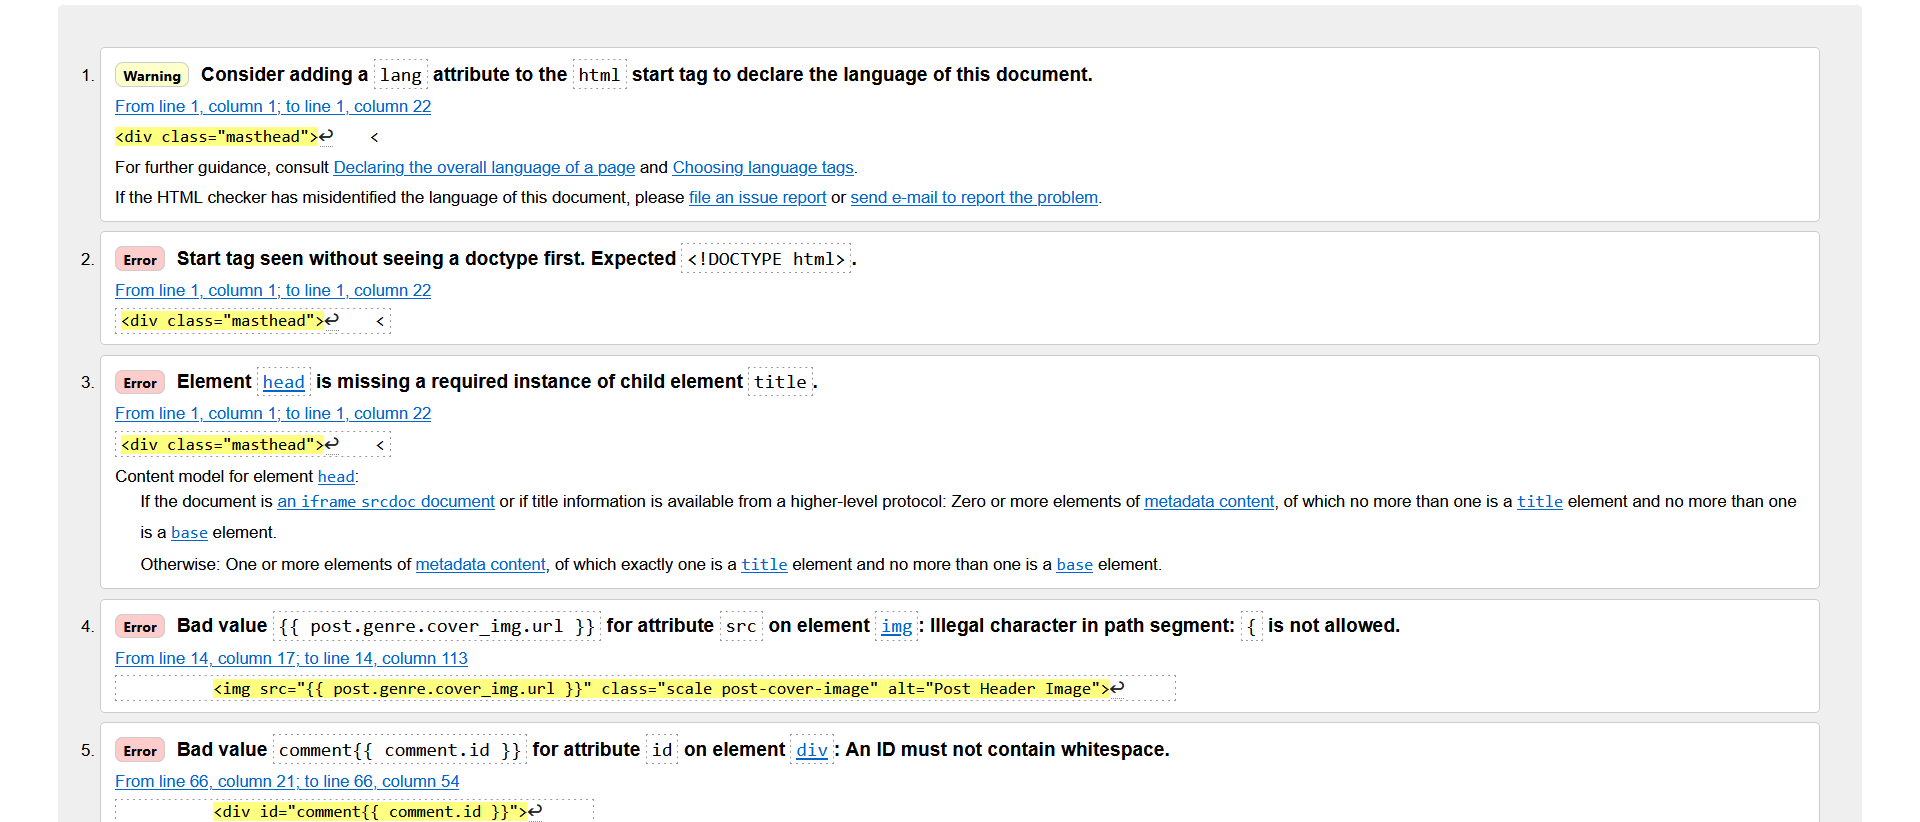 1. Warning Consider adding a lang attribute to the html start tag to declare the language of this document.
From line 1, column 1; to line 1, column 22
<div class="masthead">↩    <
For further guidance, consult Declaring the overall language of a page and Choosing language tags.
If the HTML checker has misidentified the language of this document, please file an issue report or send e-mail to report the problem.
2. Error Start tag seen without seeing a doctype first. Expected <!DOCTYPE html>.
From line 1, column 1; to line 1, column 22
<div class="masthead">↩    <
3. Error Element head is missing a required instance of child element title.
From line 1, column 1; to line 1, column 22
<div class="masthead">↩    <
Content model for element head:
If the document is an iframe srcdoc document or if title information is available from a higher-level protocol: Zero or more elements of metadata content, of which no more than one is a title element and no more than one
is a base element.
Otherwise: One or more elements of metadata content, of which exactly one is a title element and no more than one is a base element.
4. Error Bad value {{ post.genre.cover_img.url }} for attribute src on element img: Illegal character in path segment: { is not allowed.
From line 14, column 17; to line 14, column 113
<img src="{{ post.genre.cover_img.url }}" class="scale post-cover-image" alt="Post Header Image">↩
5. Error Bad value comment{{ comment.id }} for attribute id on element div: An ID must not contain whitespace.
From line 66, column 21; to line 66, column 54
<div id="comment{{ comment.id }}">↩